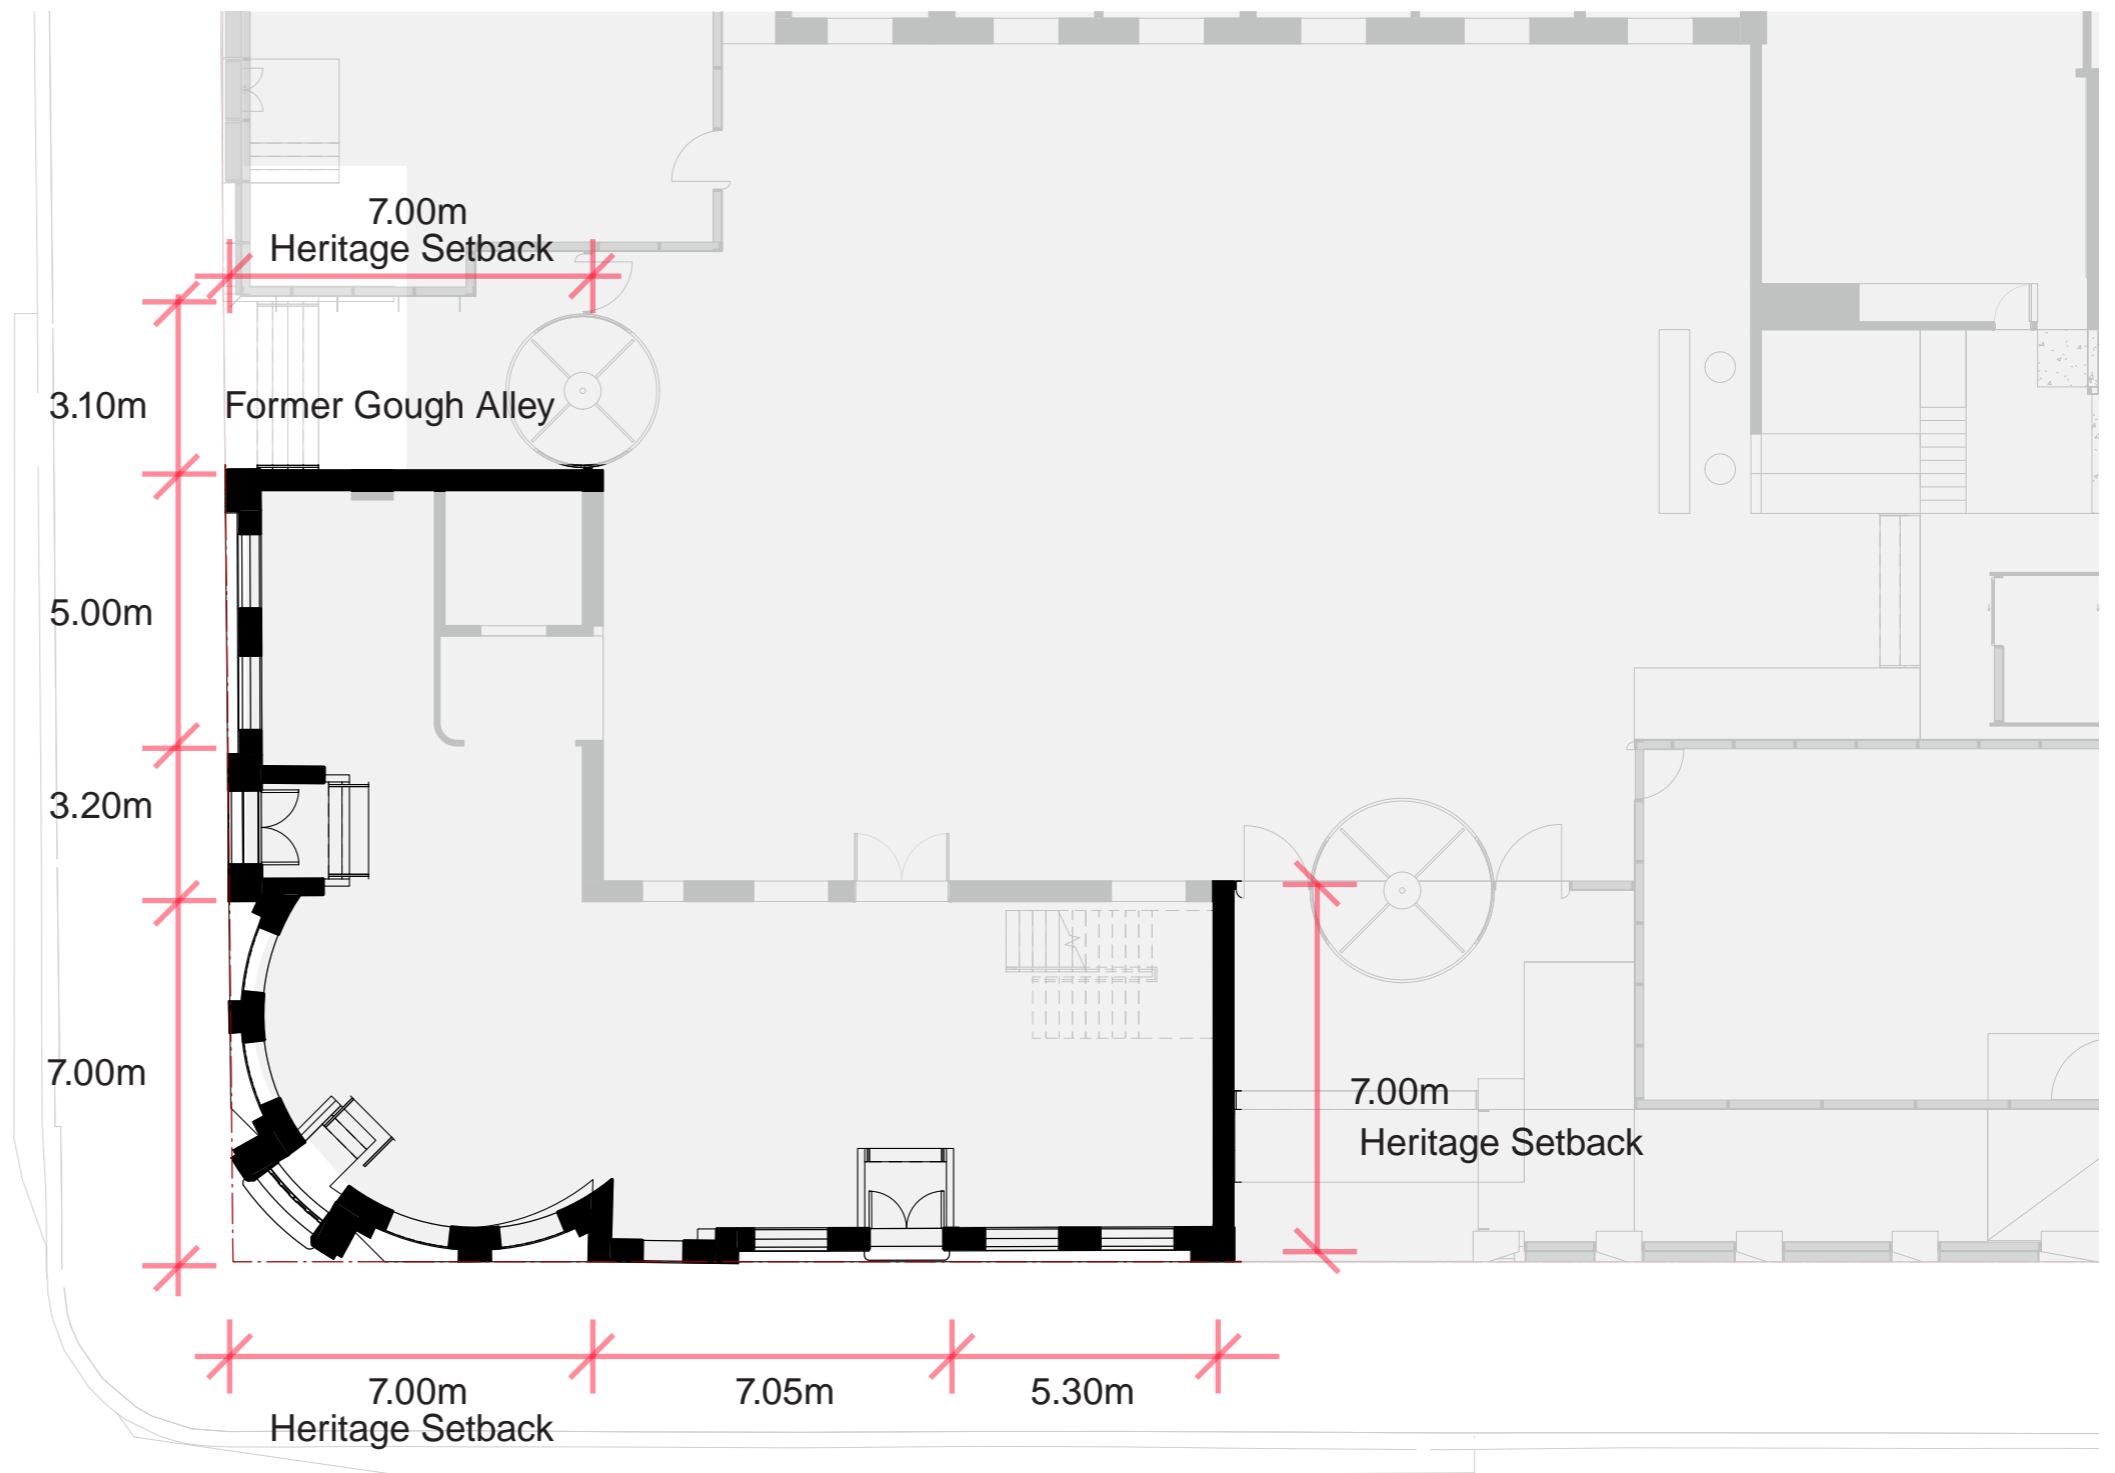 7.00m
Heritage Setback
3.10m
Former Gough Alley
5.00m
3.20m
7.00m
7.00m
Heritage Setback
7.00m
Heritage Setback
7.05m
5.30m